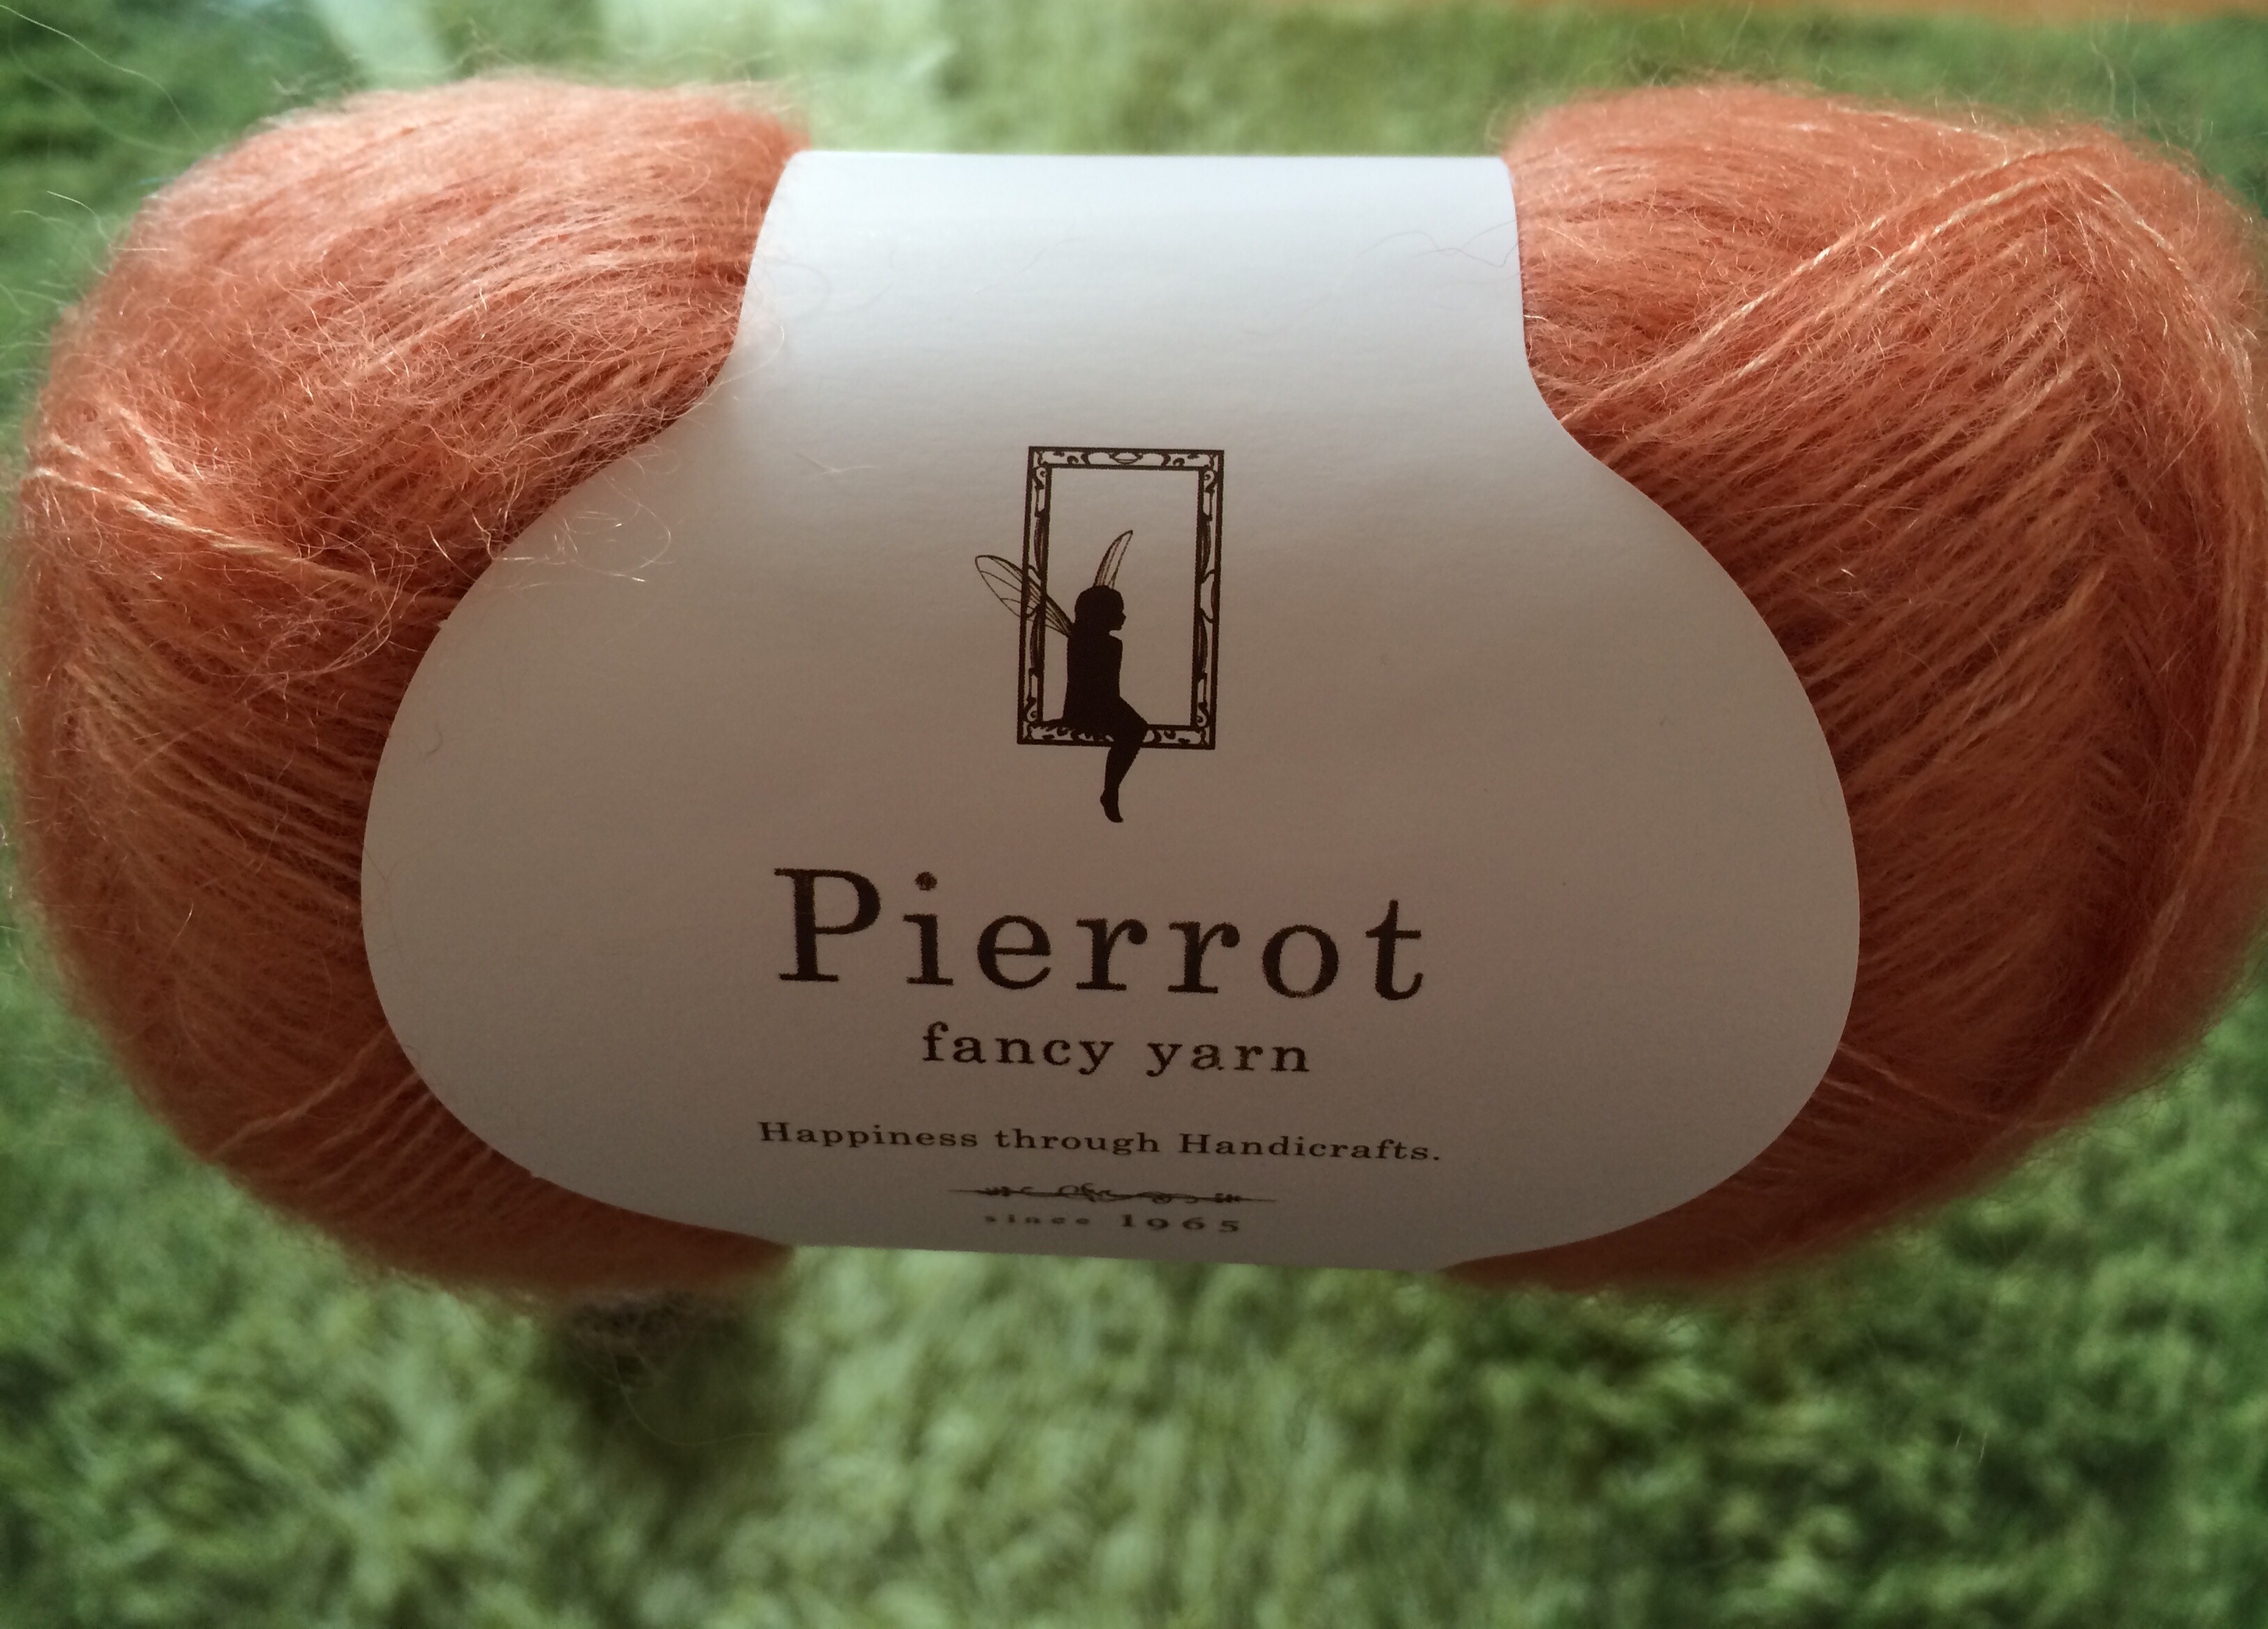 Pierrot
fancy yarn
Happiness through Handicrafts.
since 1965